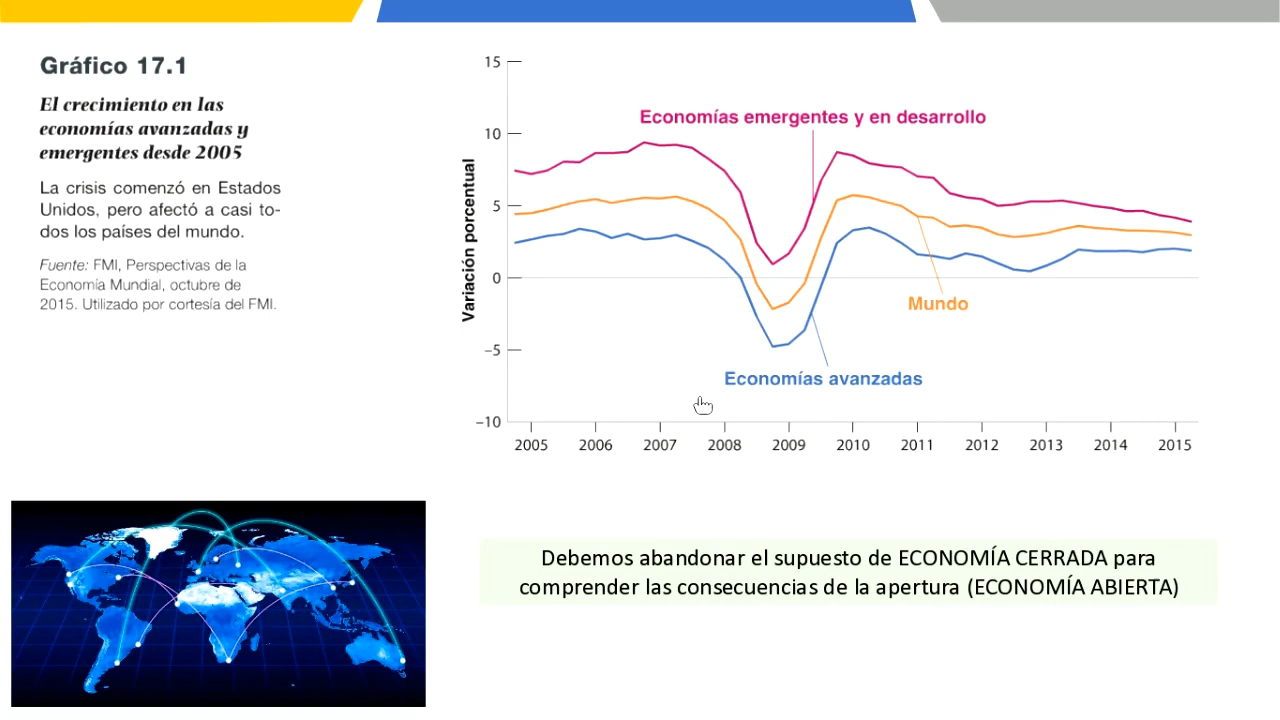 Gráfico 17.1
El crecimiento en las
economías avanzadas y
emergentes desde 2005
La crisis comenzó en Estados
Unidos, pero afectó a casi to-
dos los países del mundo.
Fuente: FMI, Perspectivas de la
Economía Mundial, octubre de
2015. Utilizado por cortesía del FMI.
Variación porcentual
15
10
5
0
–5
–10
Economías emergentes y en desarrollo
Mundo
Economías avanzadas
2005 2006 2007 2008 2009 2010 2011 2012 2013 2014 2015
Debemos abandonar el supuesto de ECONOMÍA CERRADA para
comprender las consecuencias de la apertura (ECONOMÍA ABIERTA)